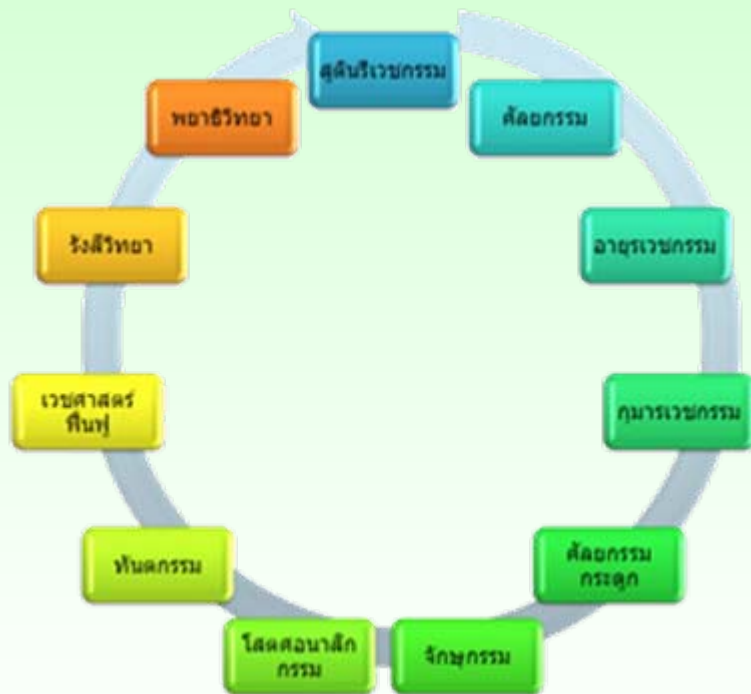 สูตินรีเวชกรรม
ศัลยกรรม
อายุรเวชกรรม
กุมารเวชกรรม
ศัลยกรรม
กระดูก
จักษุกรรม
โสตศอนาสิก
กรรม
ทันตกรรม
เวชศาสตร์
ฟื้นฟู
รังสีวิทยา
พยาธิวิทยา